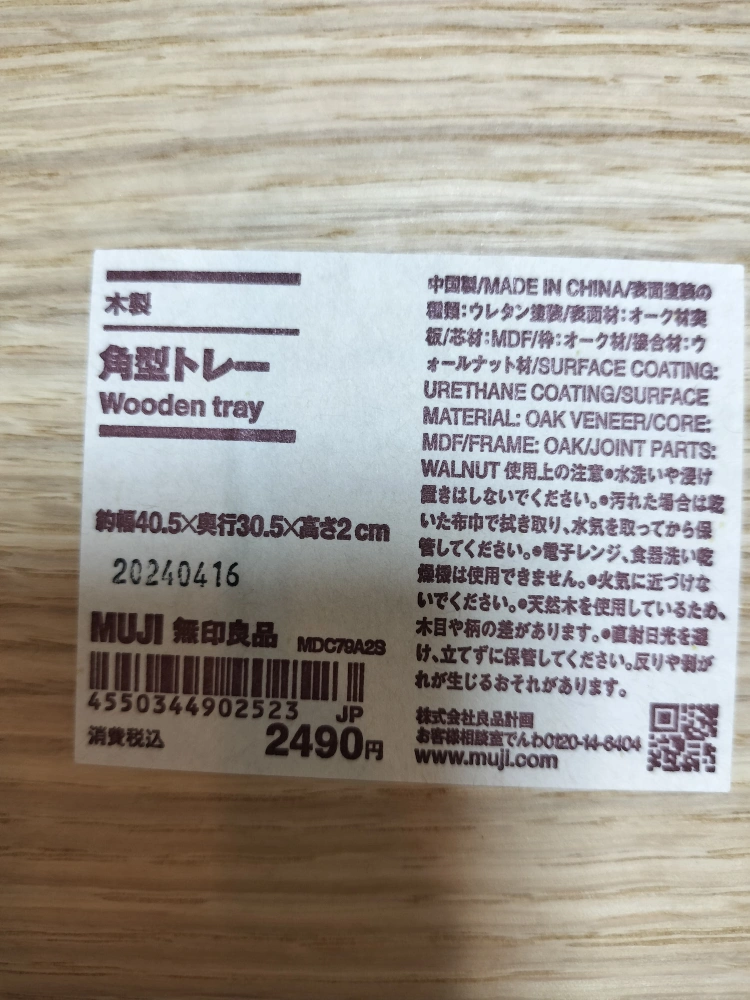 木製
角型トレー
Wooden tray
約幅40.5×奥行30.5×高さ2cm
20240416
MUJI 無印良品 MDC79A2S
4550344902523 JP
消費税込 2490円
中国製/MADE IN CHINA/表面塗装の
種類:ウレタン塗装/表面材:オーク材突
板/芯材:MDF/枠:オーク材/接合材:ウ
ォールナット材/SURFACE COATING:
URETHANE COATING/SURFACE
MATERIAL: OAK VENEER/CORE:
MDF/FRAME: OAK/JOINT PARTS:
WALNUT 使用上の注意●水洗いや浸け
置きはしないでください。●汚れた場合は乾
いた布巾で拭き取り、水気を取ってから保
管してください。●電子レンジ、食器洗い乾
燥機は使用できません。●火気に近づけな
いでください。●天然木を使用しているため、
木目や柄の差があります。●直射日光を避
け、立てずに保管してください。反りや剥が
れが生じるおそれがあります。
株式会社良品計画
お客様相談室でんわ0120-14-6404
www.muji.com